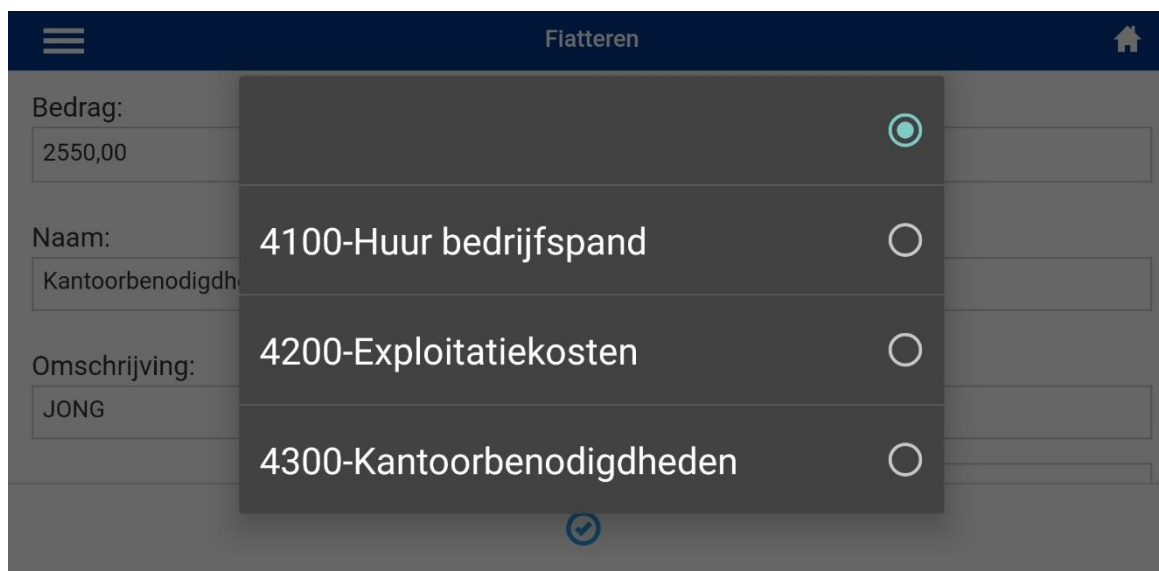 Fiatteren
Bedrag:
2550,00
Naam:
Kantoorbenodigdh
Omschrijving:
JONG
4100-Huur bedrijfspand
4200-Exploitatiekosten
4300-Kantoorbenodigdheden